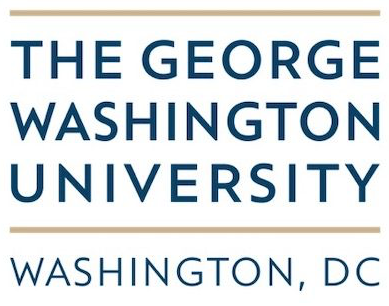 THE GEORGE
WASHINGTON
UNIVERSITY
WASHINGTON, DC